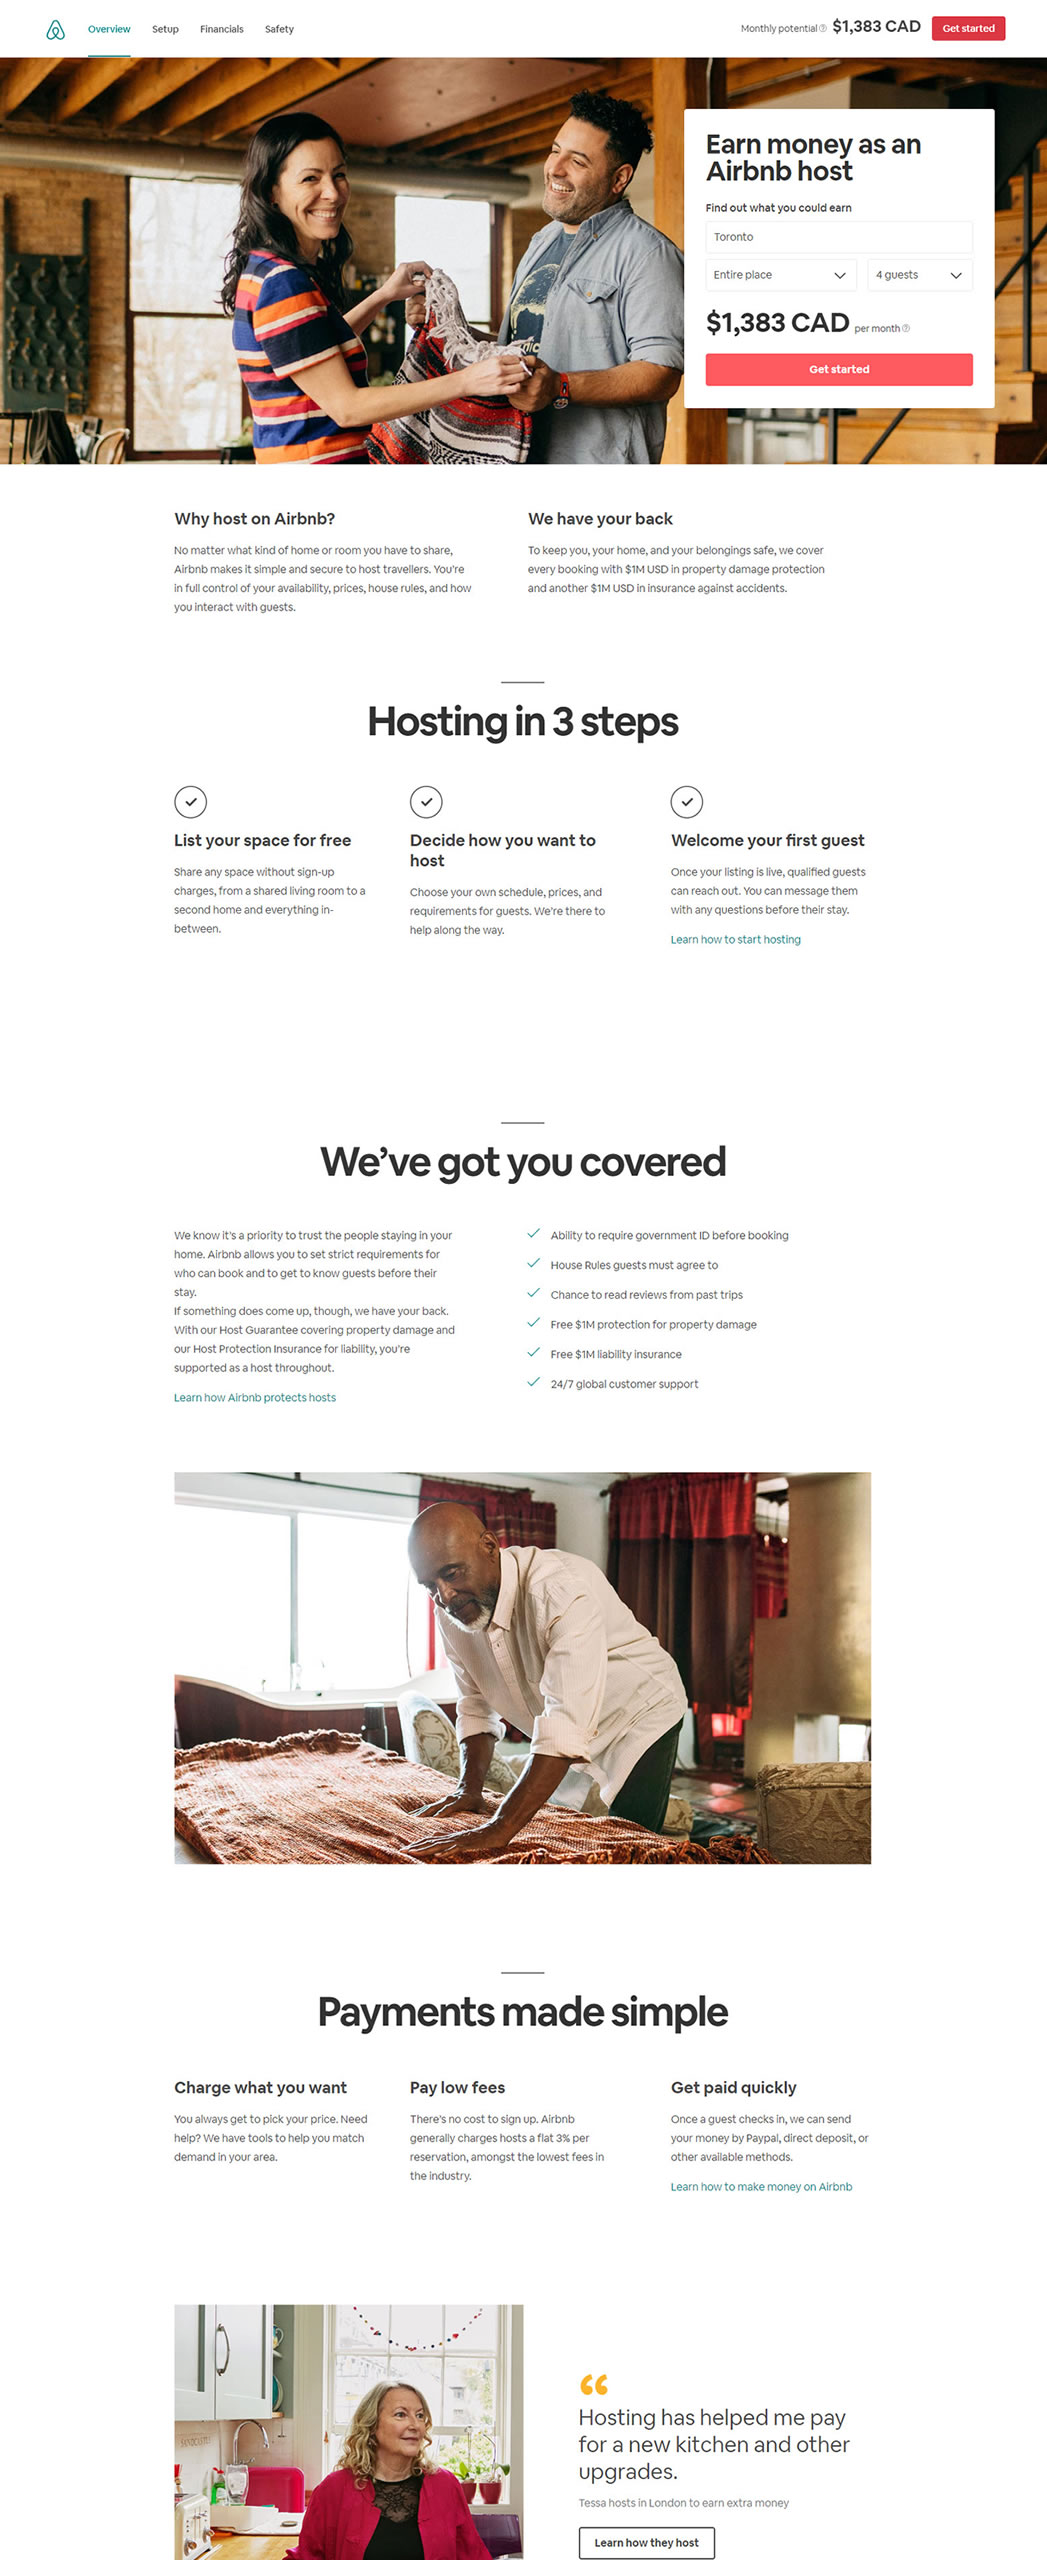 Overview Setup Financials Safety Monthly potential $1,383 CAD Get started
Earn money as an
Airbnb host
Find out what you could earn
Toronto
Entire place 4 guests
$1,383 CAD per month
Get started
Why host on Airbnb?
No matter what kind of home or room you have to share,
Airbnb makes it simple and secure to host travellers. You're
in full control of your availability, prices, house rules, and how
you interact with guests.
We have your back
To keep you, your home, and your belongings safe, we cover
every booking with $1M USD in property damage protection
and another $1M USD in insurance against accidents.
Hosting in 3 steps
List your space for free
Share any space without sign-up
charges, from a shared living room to a
second home and everything in-
between.
Decide how you want to
host
Choose your own schedule, prices, and
requirements for guests. We're there to
help along the way.
Welcome your first guest
Once your listing is live, qualified guests
can reach out. You can message them
with any questions before their stay.
Learn how to start hosting
We've got you covered
We know it's a priority to trust the people staying in your
home. Airbnb allows you to set strict requirements for
who can book and to get to know guests before their
stay.
If something does come up, though, we have your back.
With our Host Guarantee covering property damage and
our Host Protection Insurance for liability, you're
supported as a host throughout.
Learn how Airbnb protects hosts
Ability to require government ID before booking
House Rules guests must agree to
Chance to read reviews from past trips
Free $1M protection for property damage
Free $1M liability insurance
24/7 global customer support
Payments made simple
Charge what you want
You always get to pick your price. Need
help? We have tools to help you match
demand in your area.
Pay low fees
There's no cost to sign up. Airbnb
generally charges hosts a flat 3% per
reservation, amongst the lowest fees in
the industry.
Get paid quickly
Once a guest checks in, we can send
your money by Paypal, direct deposit, or
other available methods.
Learn how to make money on Airbnb
“
Hosting has helped me pay
for a new kitchen and other
upgrades.
Tessa hosts in London to earn extra money
Learn how they host